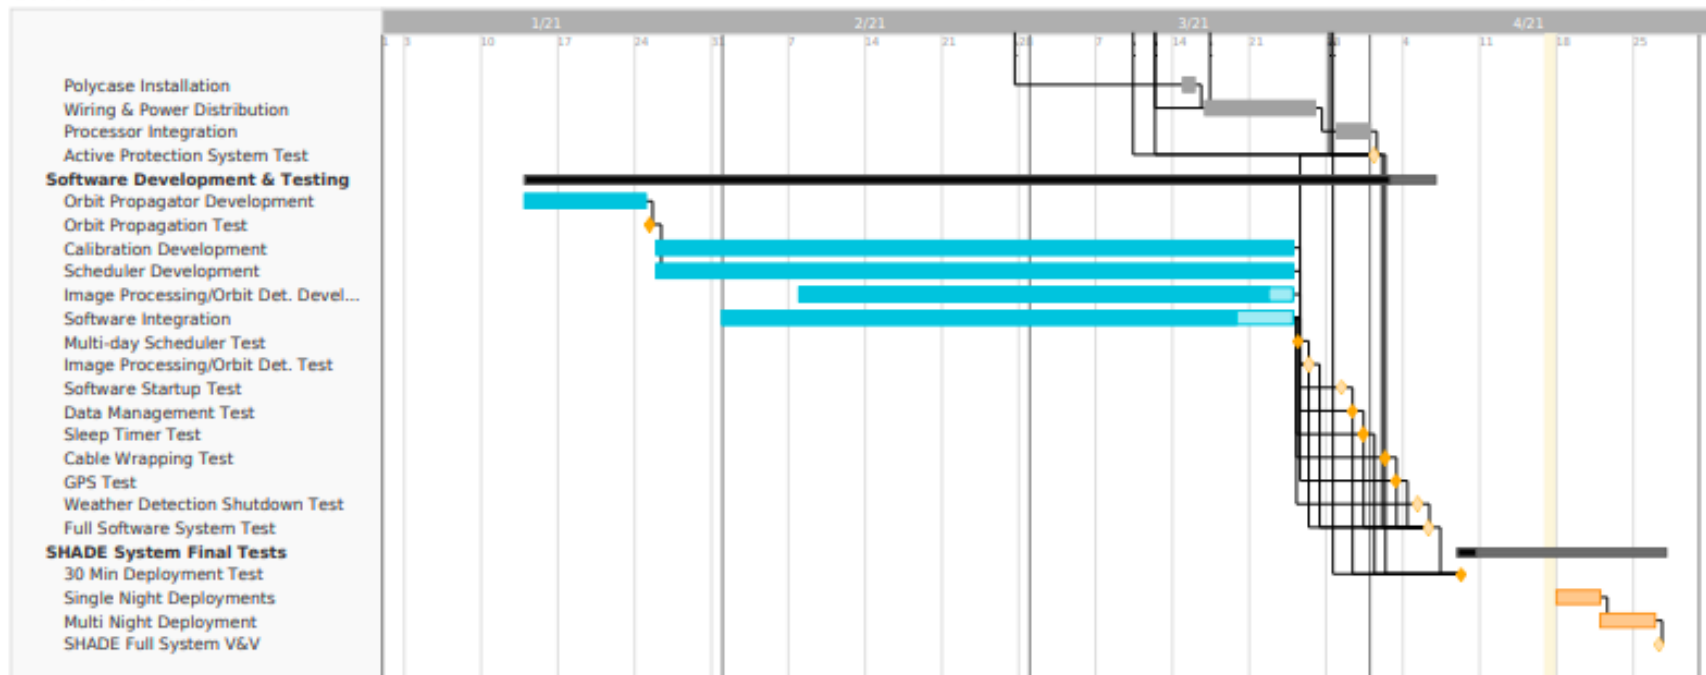 1/21 2/21 3/21 4/21
1 3 10 17 24 31 7 14 21 28 7 14 21 28 4 11 18 25
Polycase Installation
Wiring & Power Distribution
Processor Integration
Active Protection System Test
Software Development & Testing
Orbit Propagator Development
Orbit Propagation Test
Calibration Development
Scheduler Development
Image Processing/Orbit Det. Devel...
Software Integration
Multi-day Scheduler Test
Image Processing/Orbit Det. Test
Software Startup Test
Data Management Test
Sleep Timer Test
Cable Wrapping Test
GPS Test
Weather Detection Shutdown Test
Full Software System Test
SHADE System Final Tests
30 Min Deployment Test
Single Night Deployments
Multi Night Deployment
SHADE Full System V&V